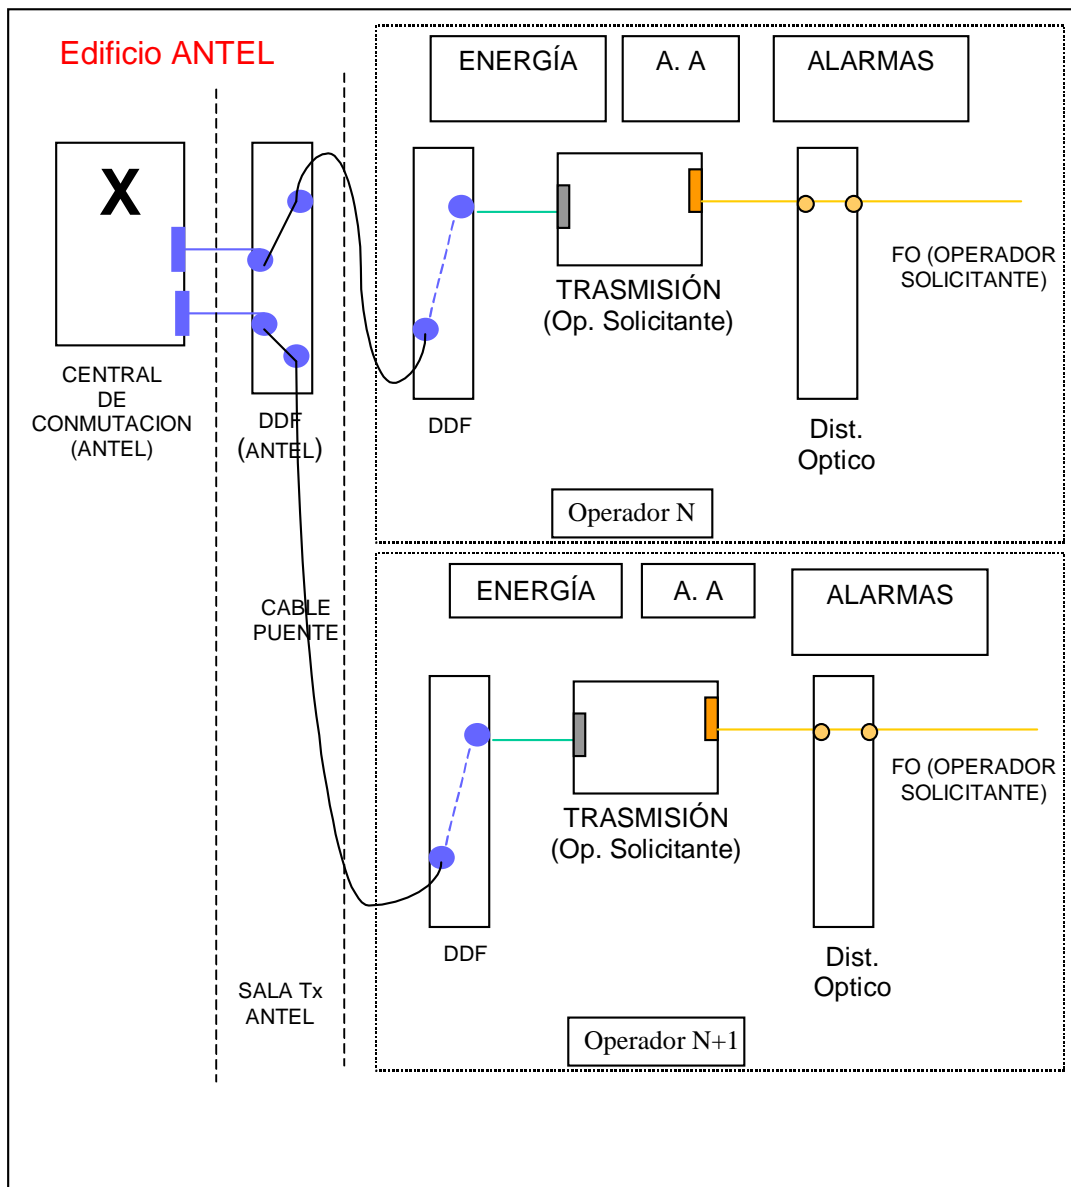 Edificio ANTEL
ENERGÍA
A. A
ALARMAS
X
FO (OPERADOR
SOLICITANTE)
TRASMISIÓN
(Op. Solicitante)
CENTRAL
DE
CONMUTACION
(ANTEL)
DDF
(ANTEL)
DDF
Dist.
Optico
Operador N
ENERGÍA
A. A
ALARMAS
CABLE
PUENTE
FO (OPERADOR
SOLICITANTE)
TRASMISIÓN
(Op. Solicitante)
DDF
Dist.
Optico
SALA Tx
ANTEL
Operador N+1